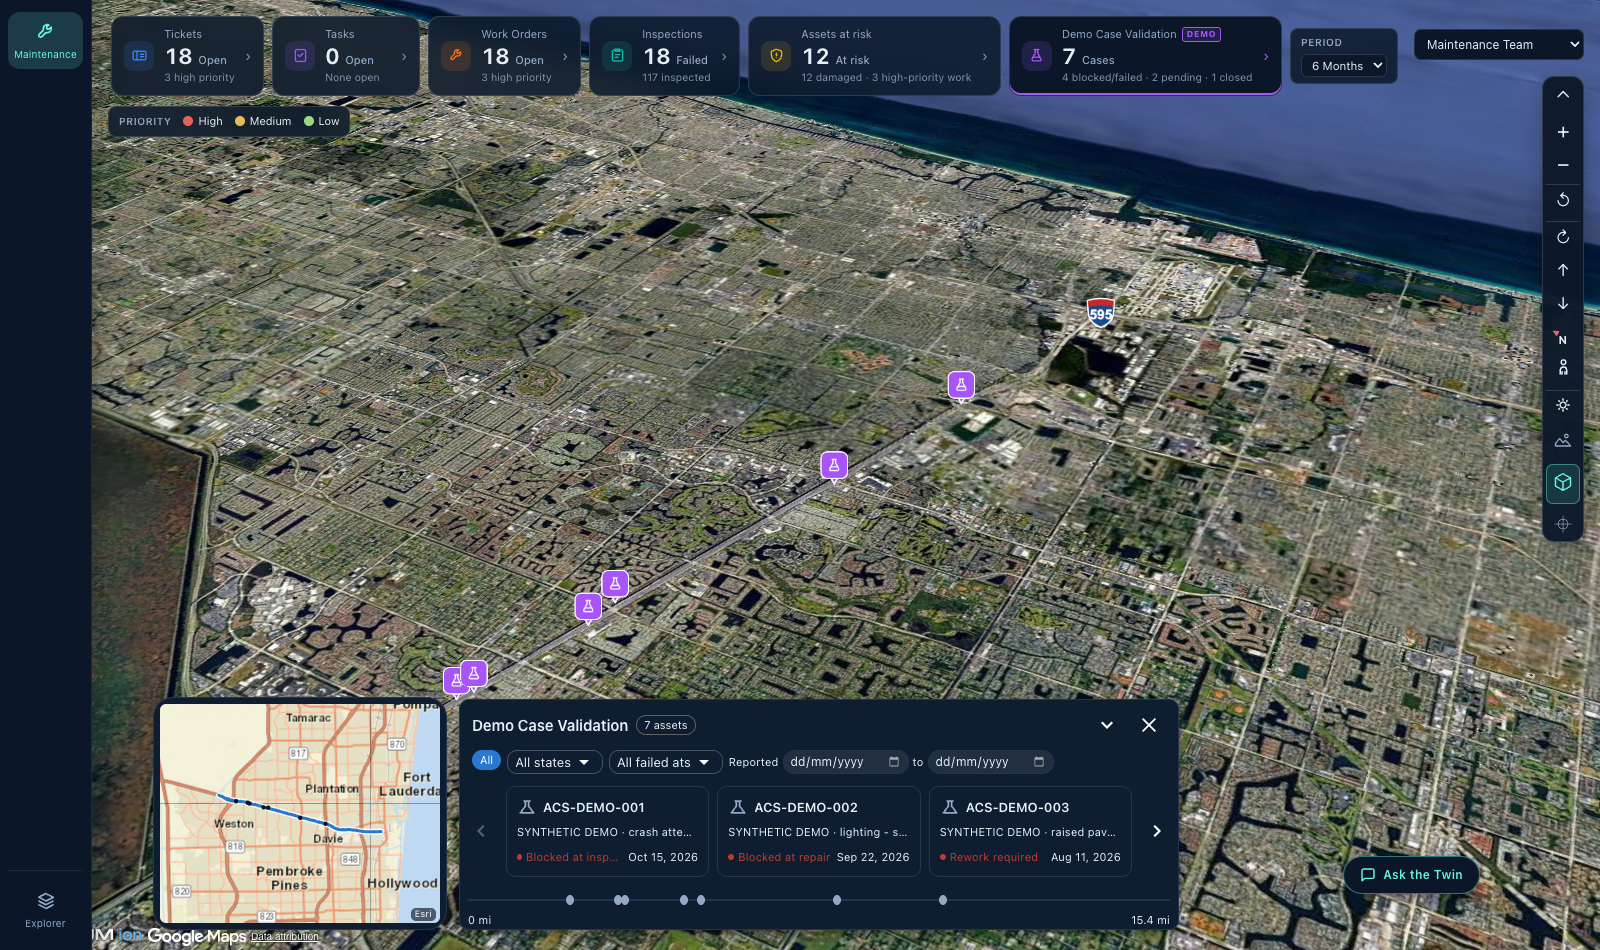 Maintenance
Tickets
18 Open
3 high priority
Tasks
0 Open
None open
Work Orders
18 Open
3 high priority
Inspections
18 Failed
117 inspected
Assets at risk
12 At risk
12 damaged · 3 high-priority work
Demo Case Validation DEMO
7 Cases
4 blocked/failed · 2 pending · 1 closed
PERIOD
6 Months
Maintenance Team
PRIORITY High Medium Low
N
595
Tamarac
Pompa
817
870
Fort
Lauderda
Plantation
Weston
Davie
818
848
Pembroke
Pines
Hollywood
820
823
Esri
Demo Case Validation 7 assets
All All states All failed ats Reported dd/mm/yyyy to dd/mm/yyyy
ACS-DEMO-001
SYNTHETIC DEMO · crash atte...
Blocked at insp... Oct 15, 2026
ACS-DEMO-002
SYNTHETIC DEMO · lighting - s...
Blocked at repair Sep 22, 2026
ACS-DEMO-003
SYNTHETIC DEMO · raised pav...
Rework required Aug 11, 2026
0 mi 15.4 mi
Ask the Twin
Explorer
ion Google Maps Data attribution